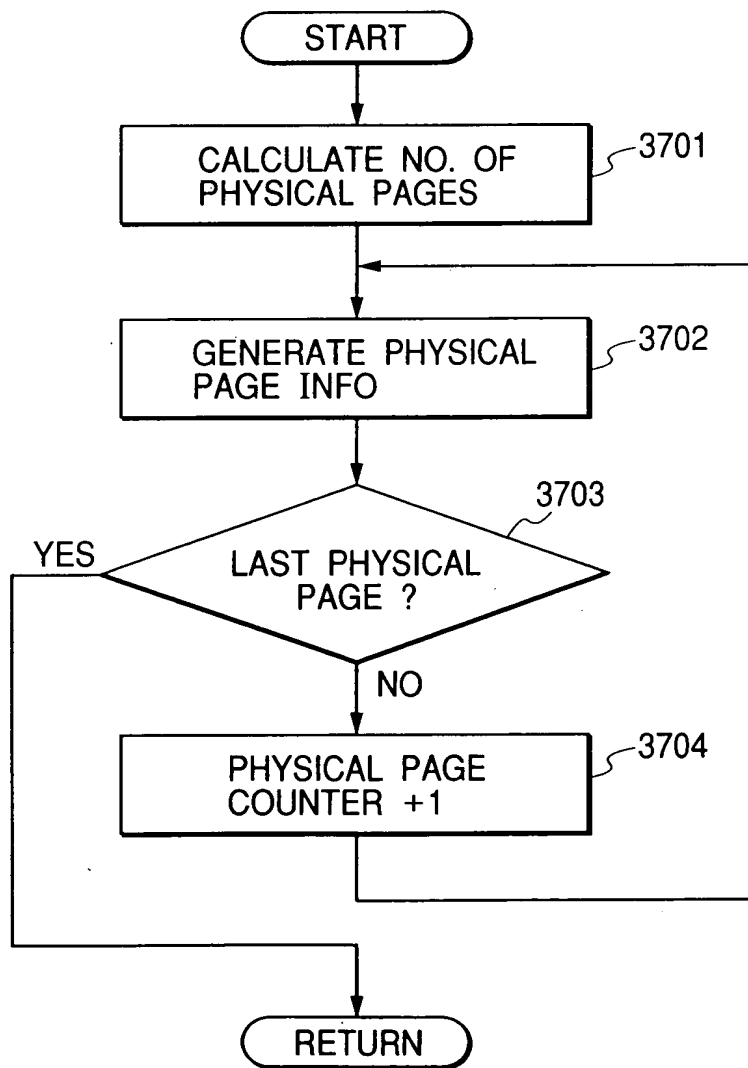 START
CALCULATE NO. OF
PHYSICAL PAGES
3701
GENERATE PHYSICAL
PAGE INFO
3702
3703
YES
LAST PHYSICAL
PAGE ?
NO
PHYSICAL PAGE
COUNTER +1
3704
RETURN